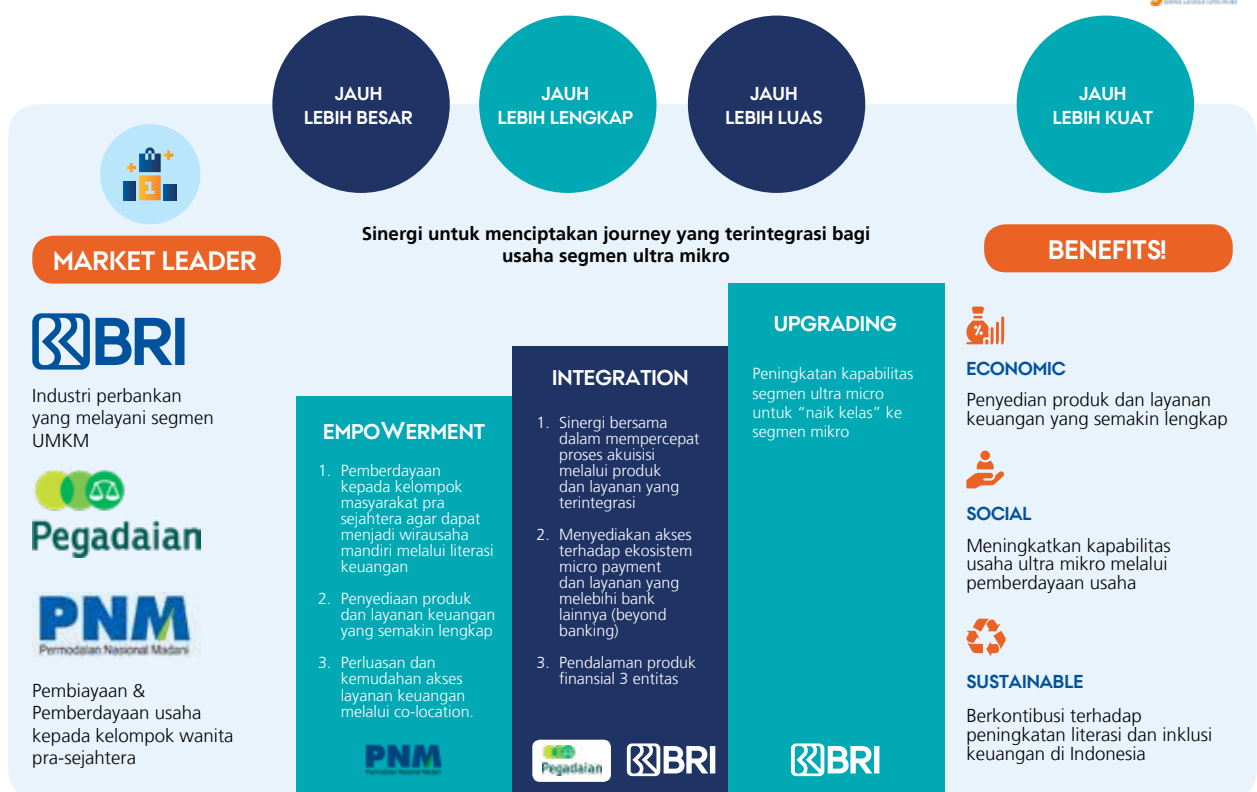 JAUH
LEBIH BESAR
JAUH
LEBIH LENGKAP
JAUH
LEBIH LUAS
JAUH
LEBIH KUAT
1
MARKET LEADER
BRI
Industri perbankan
yang melayani segmen
UMKM
Pegadaian
PNM
Permodalan Nasional Madani
Pembiayaan &
Pemberdayaan usaha
kepada kelompok wanita
pra-sejahtera
Sinergi untuk menciptakan journey yang terintegrasi bagi
usaha segmen ultra mikro
EMPOWERMENT
1. Pemberdayaan
kepada kelompok
masyarakat pra
sejahtera agar dapat
menjadi wirausaha
mandiri melalui literasi
keuangan
2. Penyediaan produk
dan layanan keuangan
yang semakin lengkap
3. Perluasan dan
kemudahan akses
layanan keuangan
melalui co-location.
PNM
Permodalan Nasional Madani
INTEGRATION
1. Sinergi bersama
dalam mempercepat
proses akuisisi
melalui produk
dan layanan yang
terintegrasi
2. Menyediakan akses
terhadap ekosistem
micro payment
dan layanan yang
melebihi bank
lainnya (beyond
banking)
3. Pendalaman produk
finansial 3 entitas
Pegadaian
BRI
UPGRADING
Peningkatan kapabilitas
segmen ultra micro
untuk “naik kelas” ke
segmen mikro
BRI
BENEFITS!
%
ECONOMIC
Penyedian produk dan layanan
keuangan yang semakin lengkap
SOCIAL
Meningkatkan kapabilitas
usaha ultra mikro melalui
pemberdayaan usaha
SUSTAINABLE
Berkontibusi terhadap
peningkatan literasi dan inklusi
keuangan di Indonesia